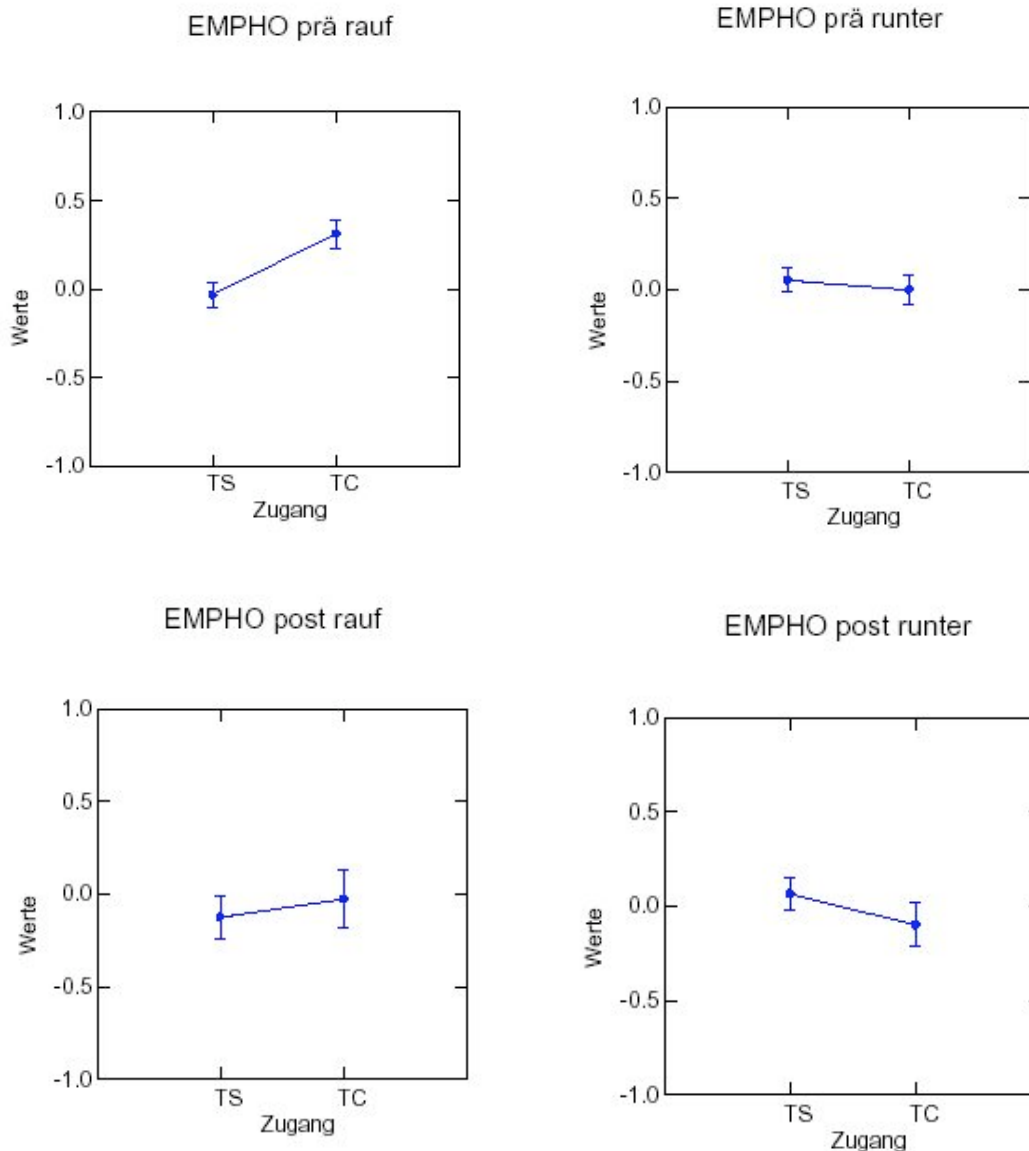 EMPHO prä rauf
1.0
0.5
0.0
-0.5
-1.0
Werte
TS TC
Zugang
EMPHO prä runter
1.0
0.5
0.0
-0.5
-1.0
Werte
TS TC
Zugang
EMPHO post rauf
1.0
0.5
0.0
-0.5
-1.0
Werte
TS TC
Zugang
EMPHO post runter
1.0
0.5
0.0
-0.5
-1.0
Werte
TS TC
Zugang